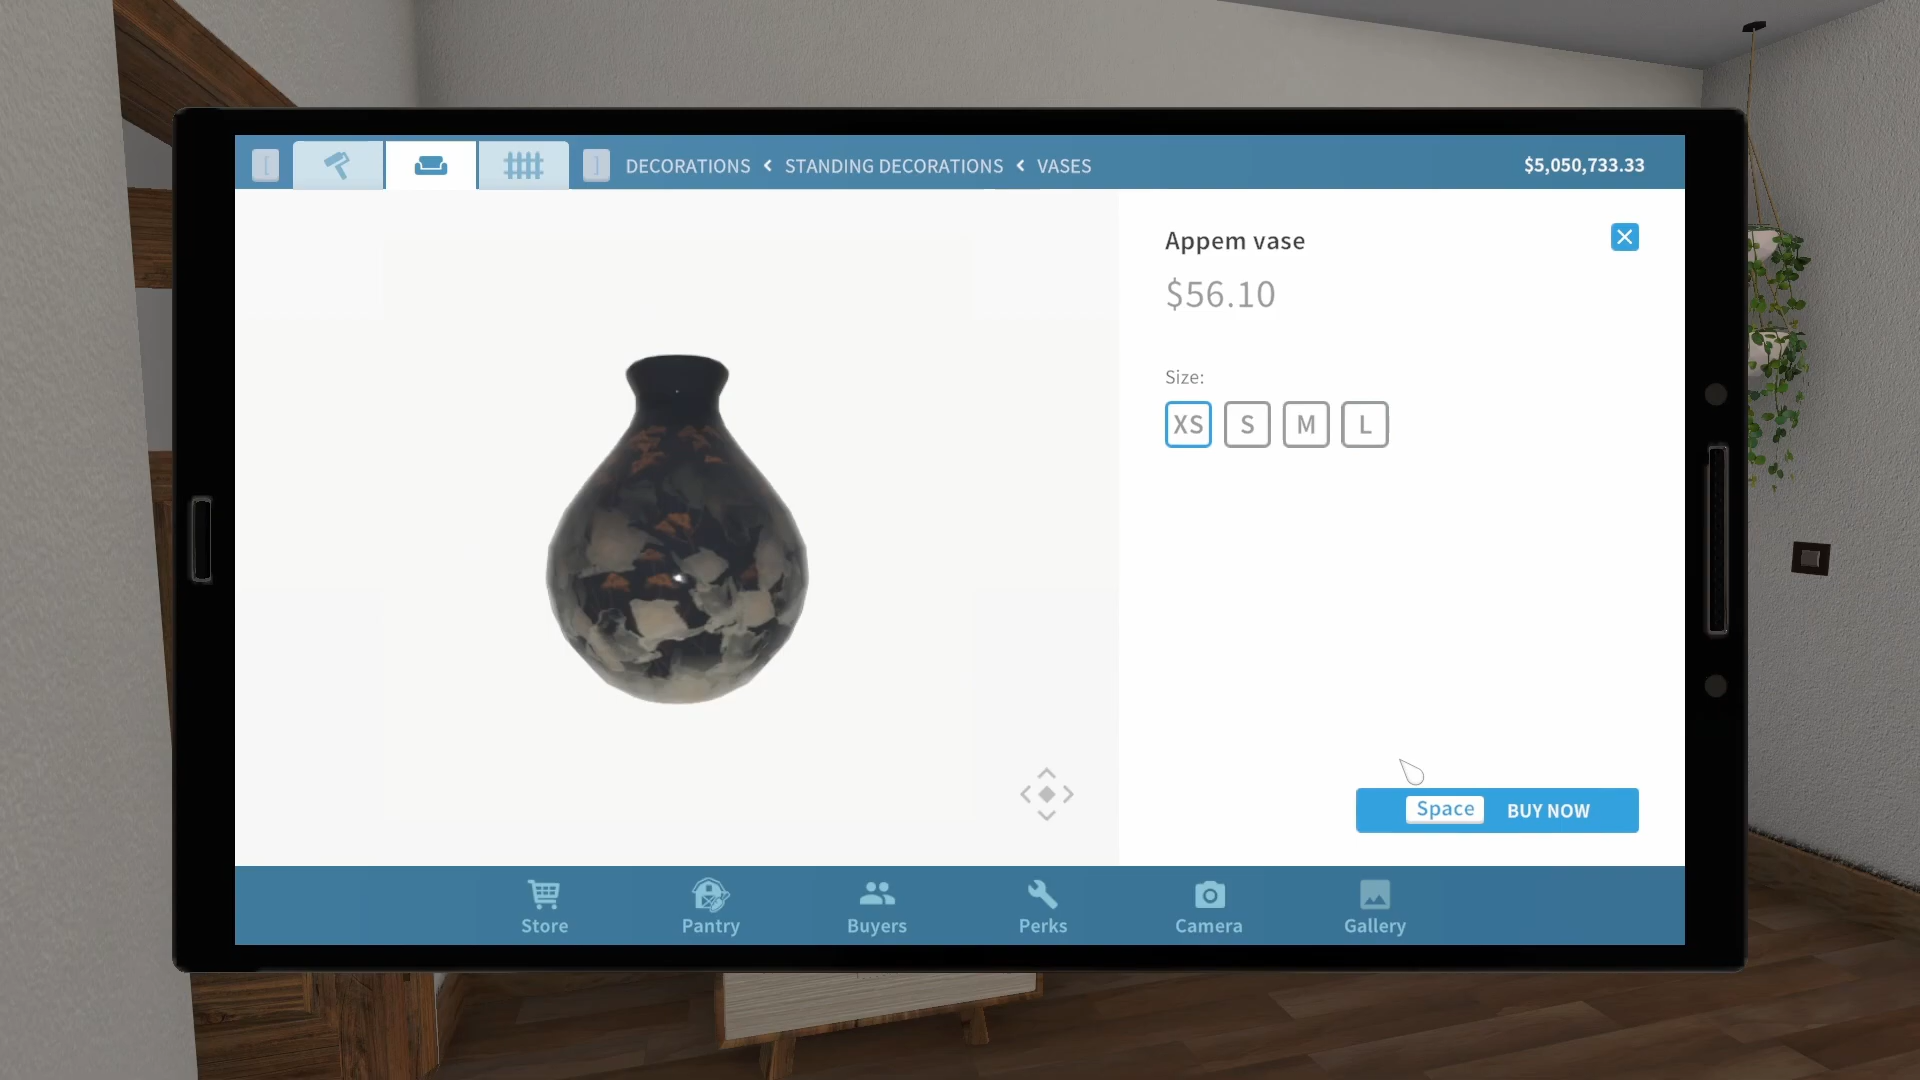 [
]
DECORATIONS < STANDING DECORATIONS < VASES
$5,050,733.33
Appem vase
$56.10
Size:
XS S M L
Space BUY NOW
Store Pantry Buyers Perks Camera Gallery